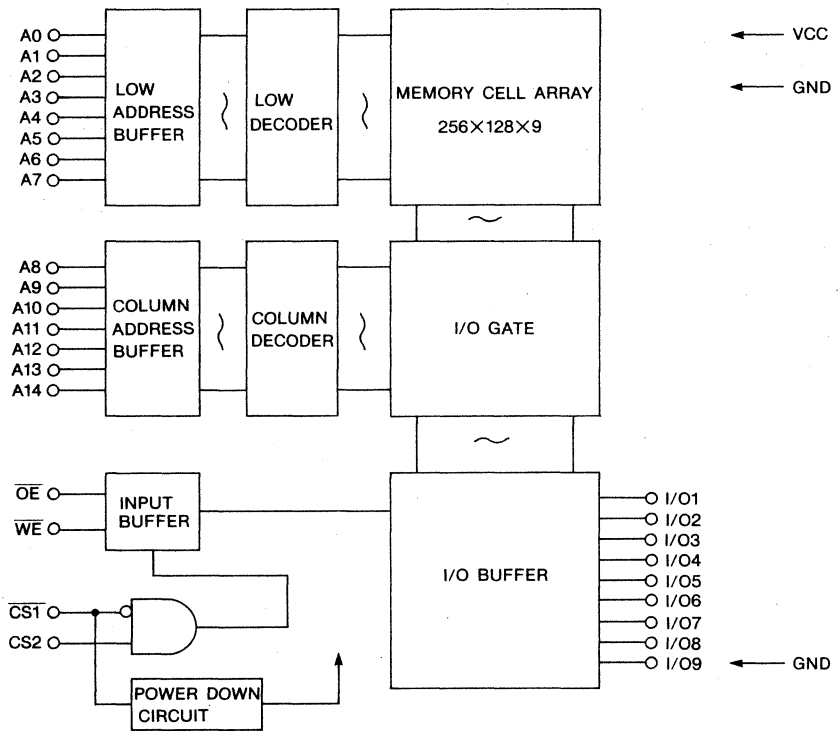 A0
A1
A2
A3
A4
A5
A6
A7
LOW
ADDRESS
BUFFER
LOW
DECODER
MEMORY CELL ARRAY
256×128×9
VCC
GND
A8
A9
A10
A11
A12
A13
A14
COLUMN
ADDRESS
BUFFER
COLUMN
DECODER
I/O GATE
OE
WE
INPUT
BUFFER
CS1
CS2
POWER DOWN
CIRCUIT
I/O BUFFER
I/O1
I/O2
I/O3
I/O4
I/O5
I/O6
I/O7
I/O8
I/O9
GND